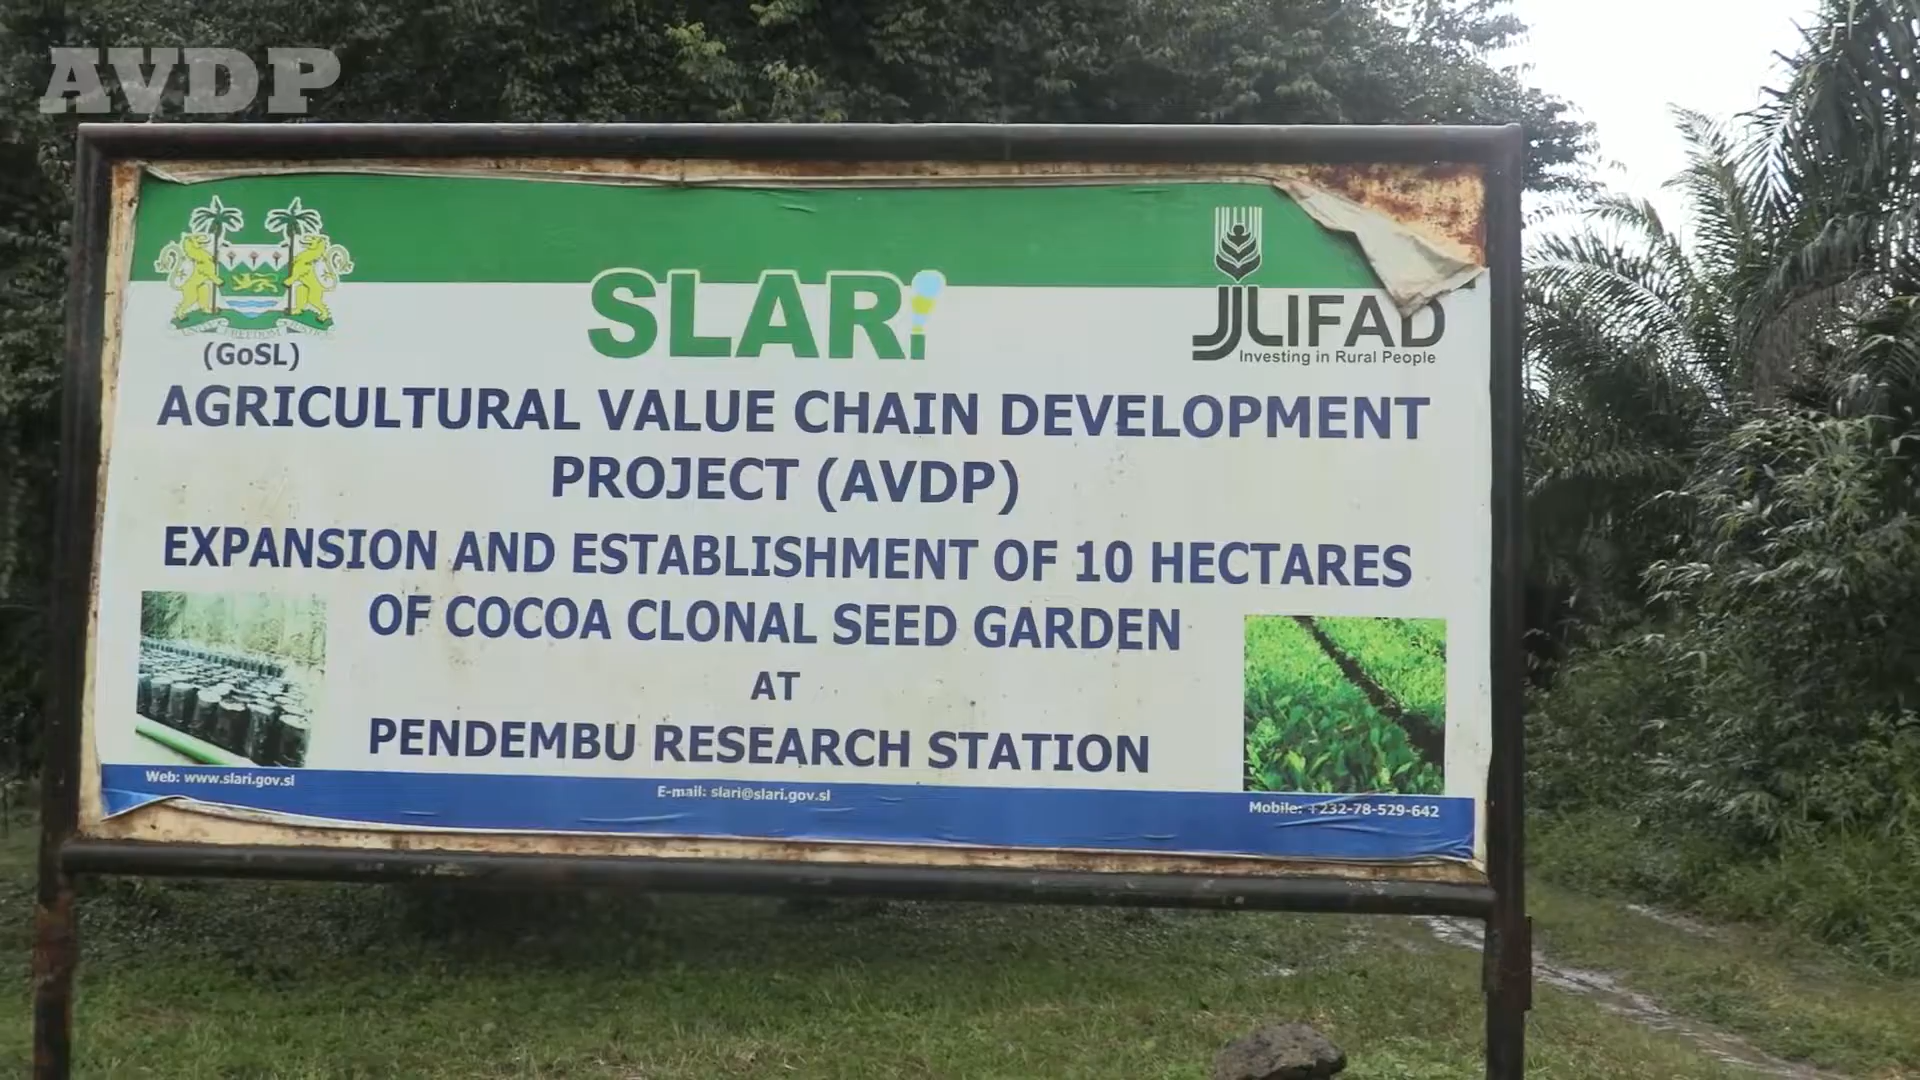 AVDP
(GoSL)
SLARi
JLIFAD
Investing in Rural People
AGRICULTURAL VALUE CHAIN DEVELOPMENT
PROJECT (AVDP)
EXPANSION AND ESTABLISHMENT OF 10 HECTARES
OF COCOA CLONAL SEED GARDEN
AT
PENDEMBU RESEARCH STATION
Web: www.slari.gov.sl
E-mail: slari@slari.gov.sl
Mobile: +232-78-529-642